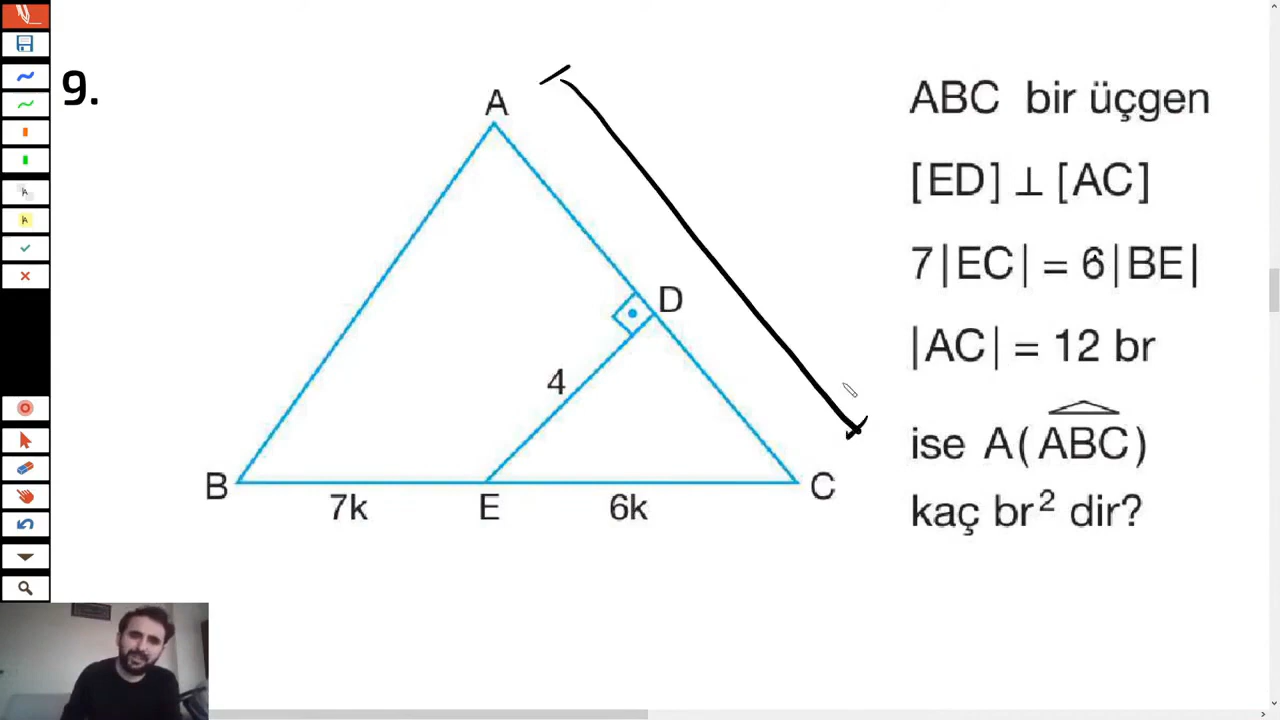 9.
A
D
4
B
7k
E
6k
C
ABC bir üçgen
[ED] ⊥ [AC]
7|EC| = 6|BE|
|AC| = 12 br
ise A(ABC)
kaç br² dir?